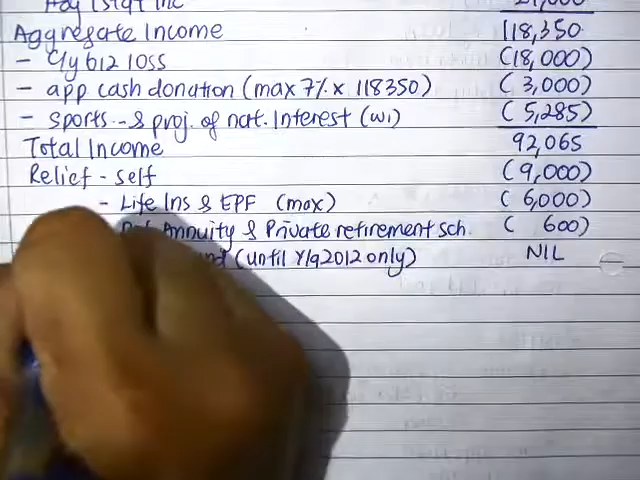 Aggregate Income 118,350
- C/y biz loss (18,000)
- app cash donation (max 7% x 118350) (3,000)
- sports.. & proj. of nat. Interest (w1) (5,285)
Total Income 92,065
Relief - self (9,000)
- Life Ins & EPF (max) (6,000)
Annuity & Private retirement sch. (600)
(until Y/A 2012 only) NIL